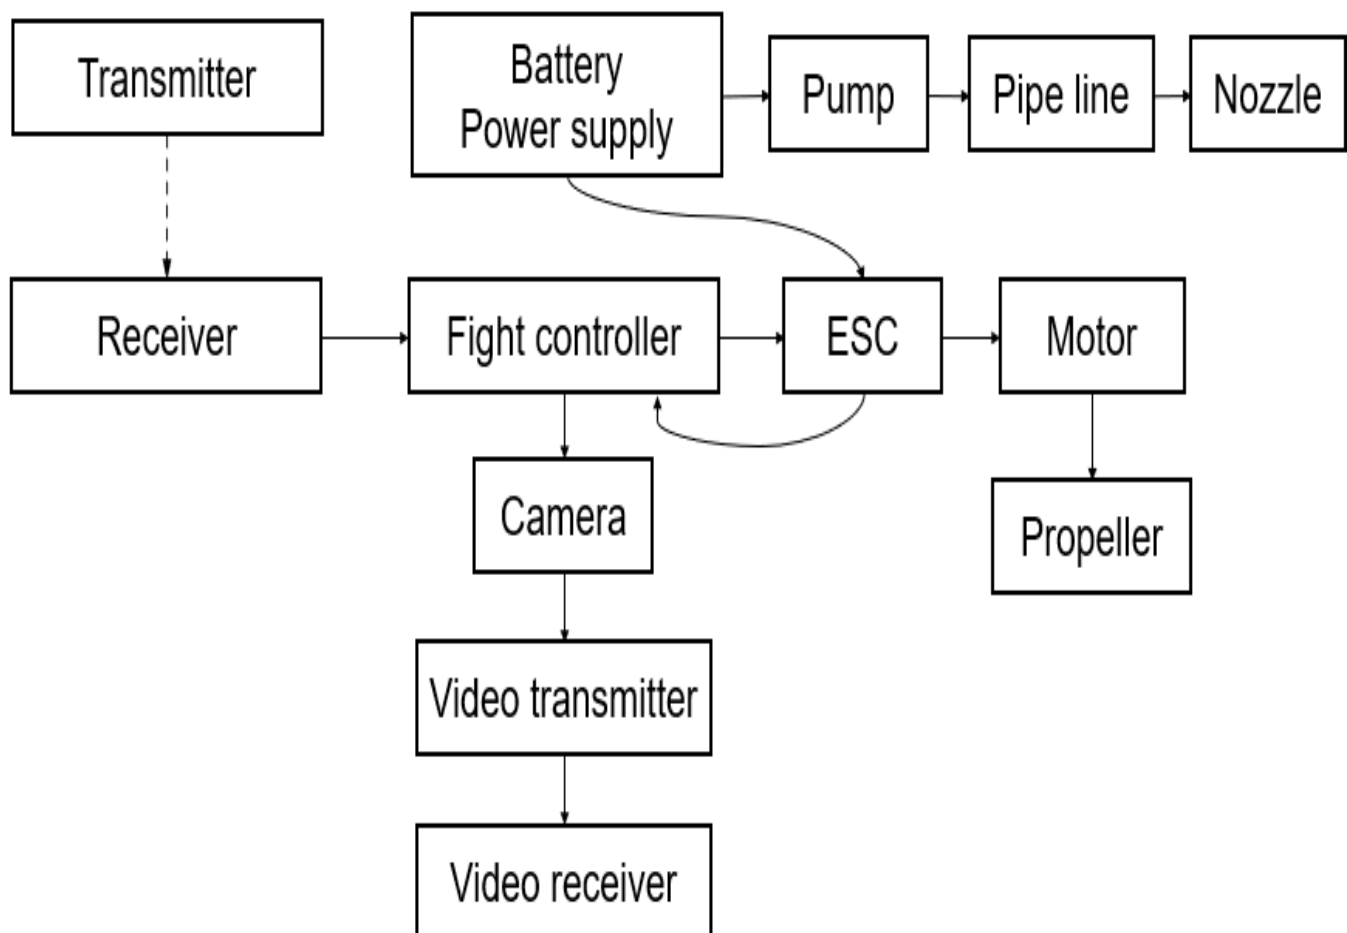 Transmitter
Battery
Power supply
Pump
Pipe line
Nozzle
Receiver
Fight controller
ESC
Motor
Camera
Propeller
Video transmitter
Video receiver